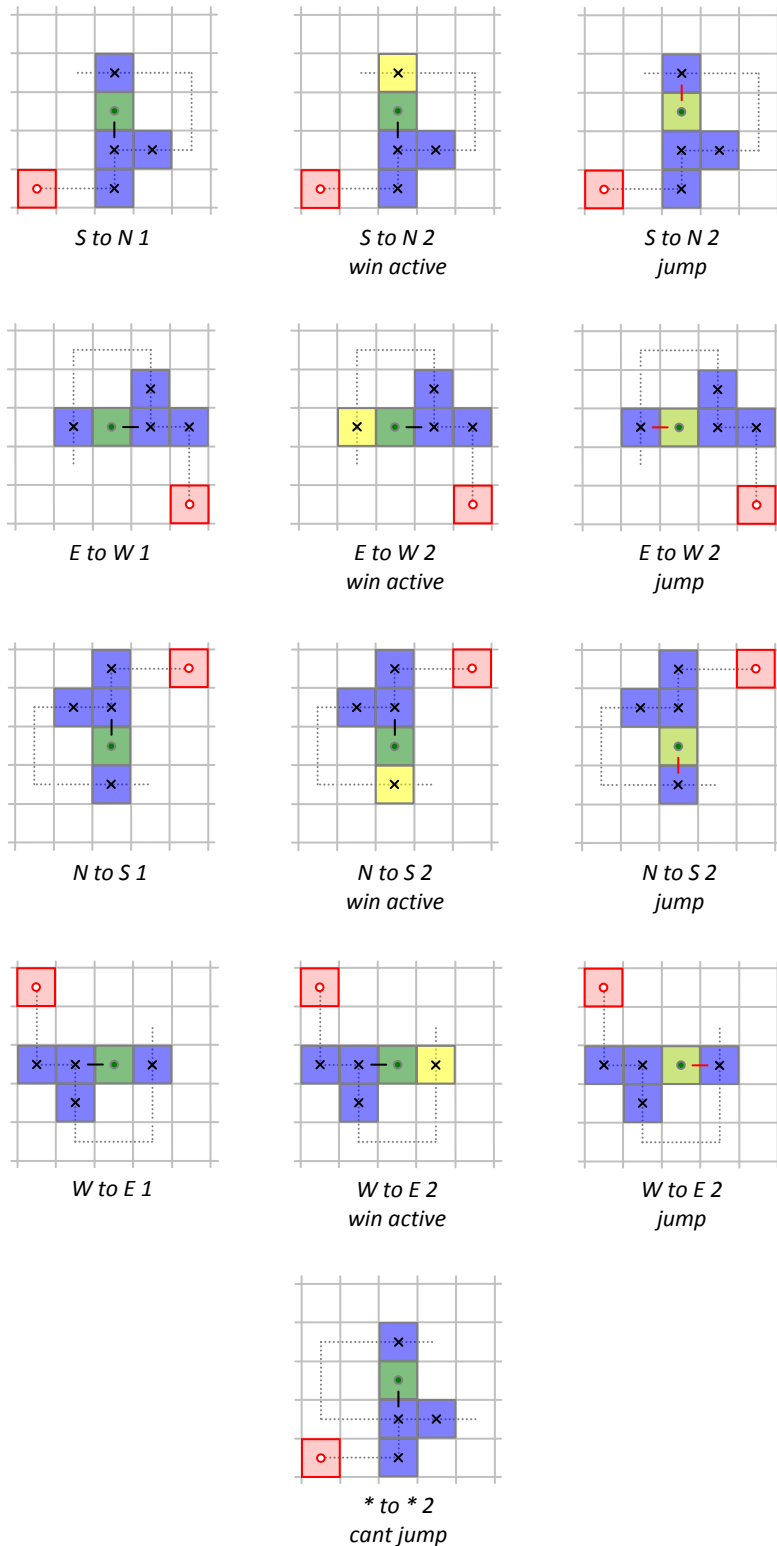 S to N 1
S to N 2
win active
S to N 2
jump
E to W 1
E to W 2
win active
E to W 2
jump
N to S 1
N to S 2
win active
N to S 2
jump
W to E 1
W to E 2
win active
W to E 2
jump
* to * 2
cant jump